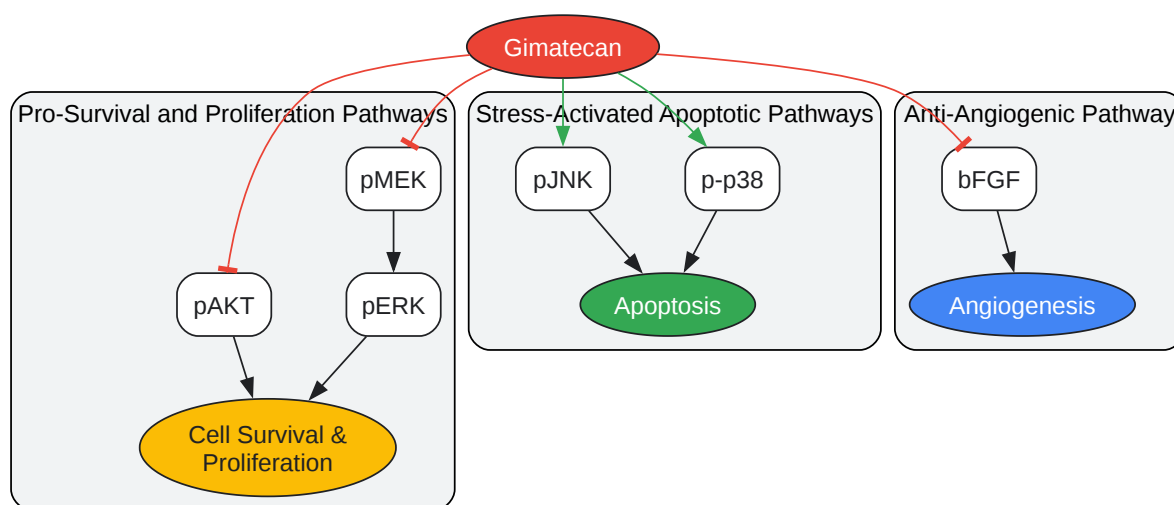 Gimatecan
Pro-Survival and Proliferation Pathways
Stress-Activated Apoptotic Pathways
Anti-Angiogenic Pathway
pMEK
pJNK
p-p38
bFGF
pAKT
pERK
Apoptosis
Angiogenesis
Cell Survival &
Proliferation